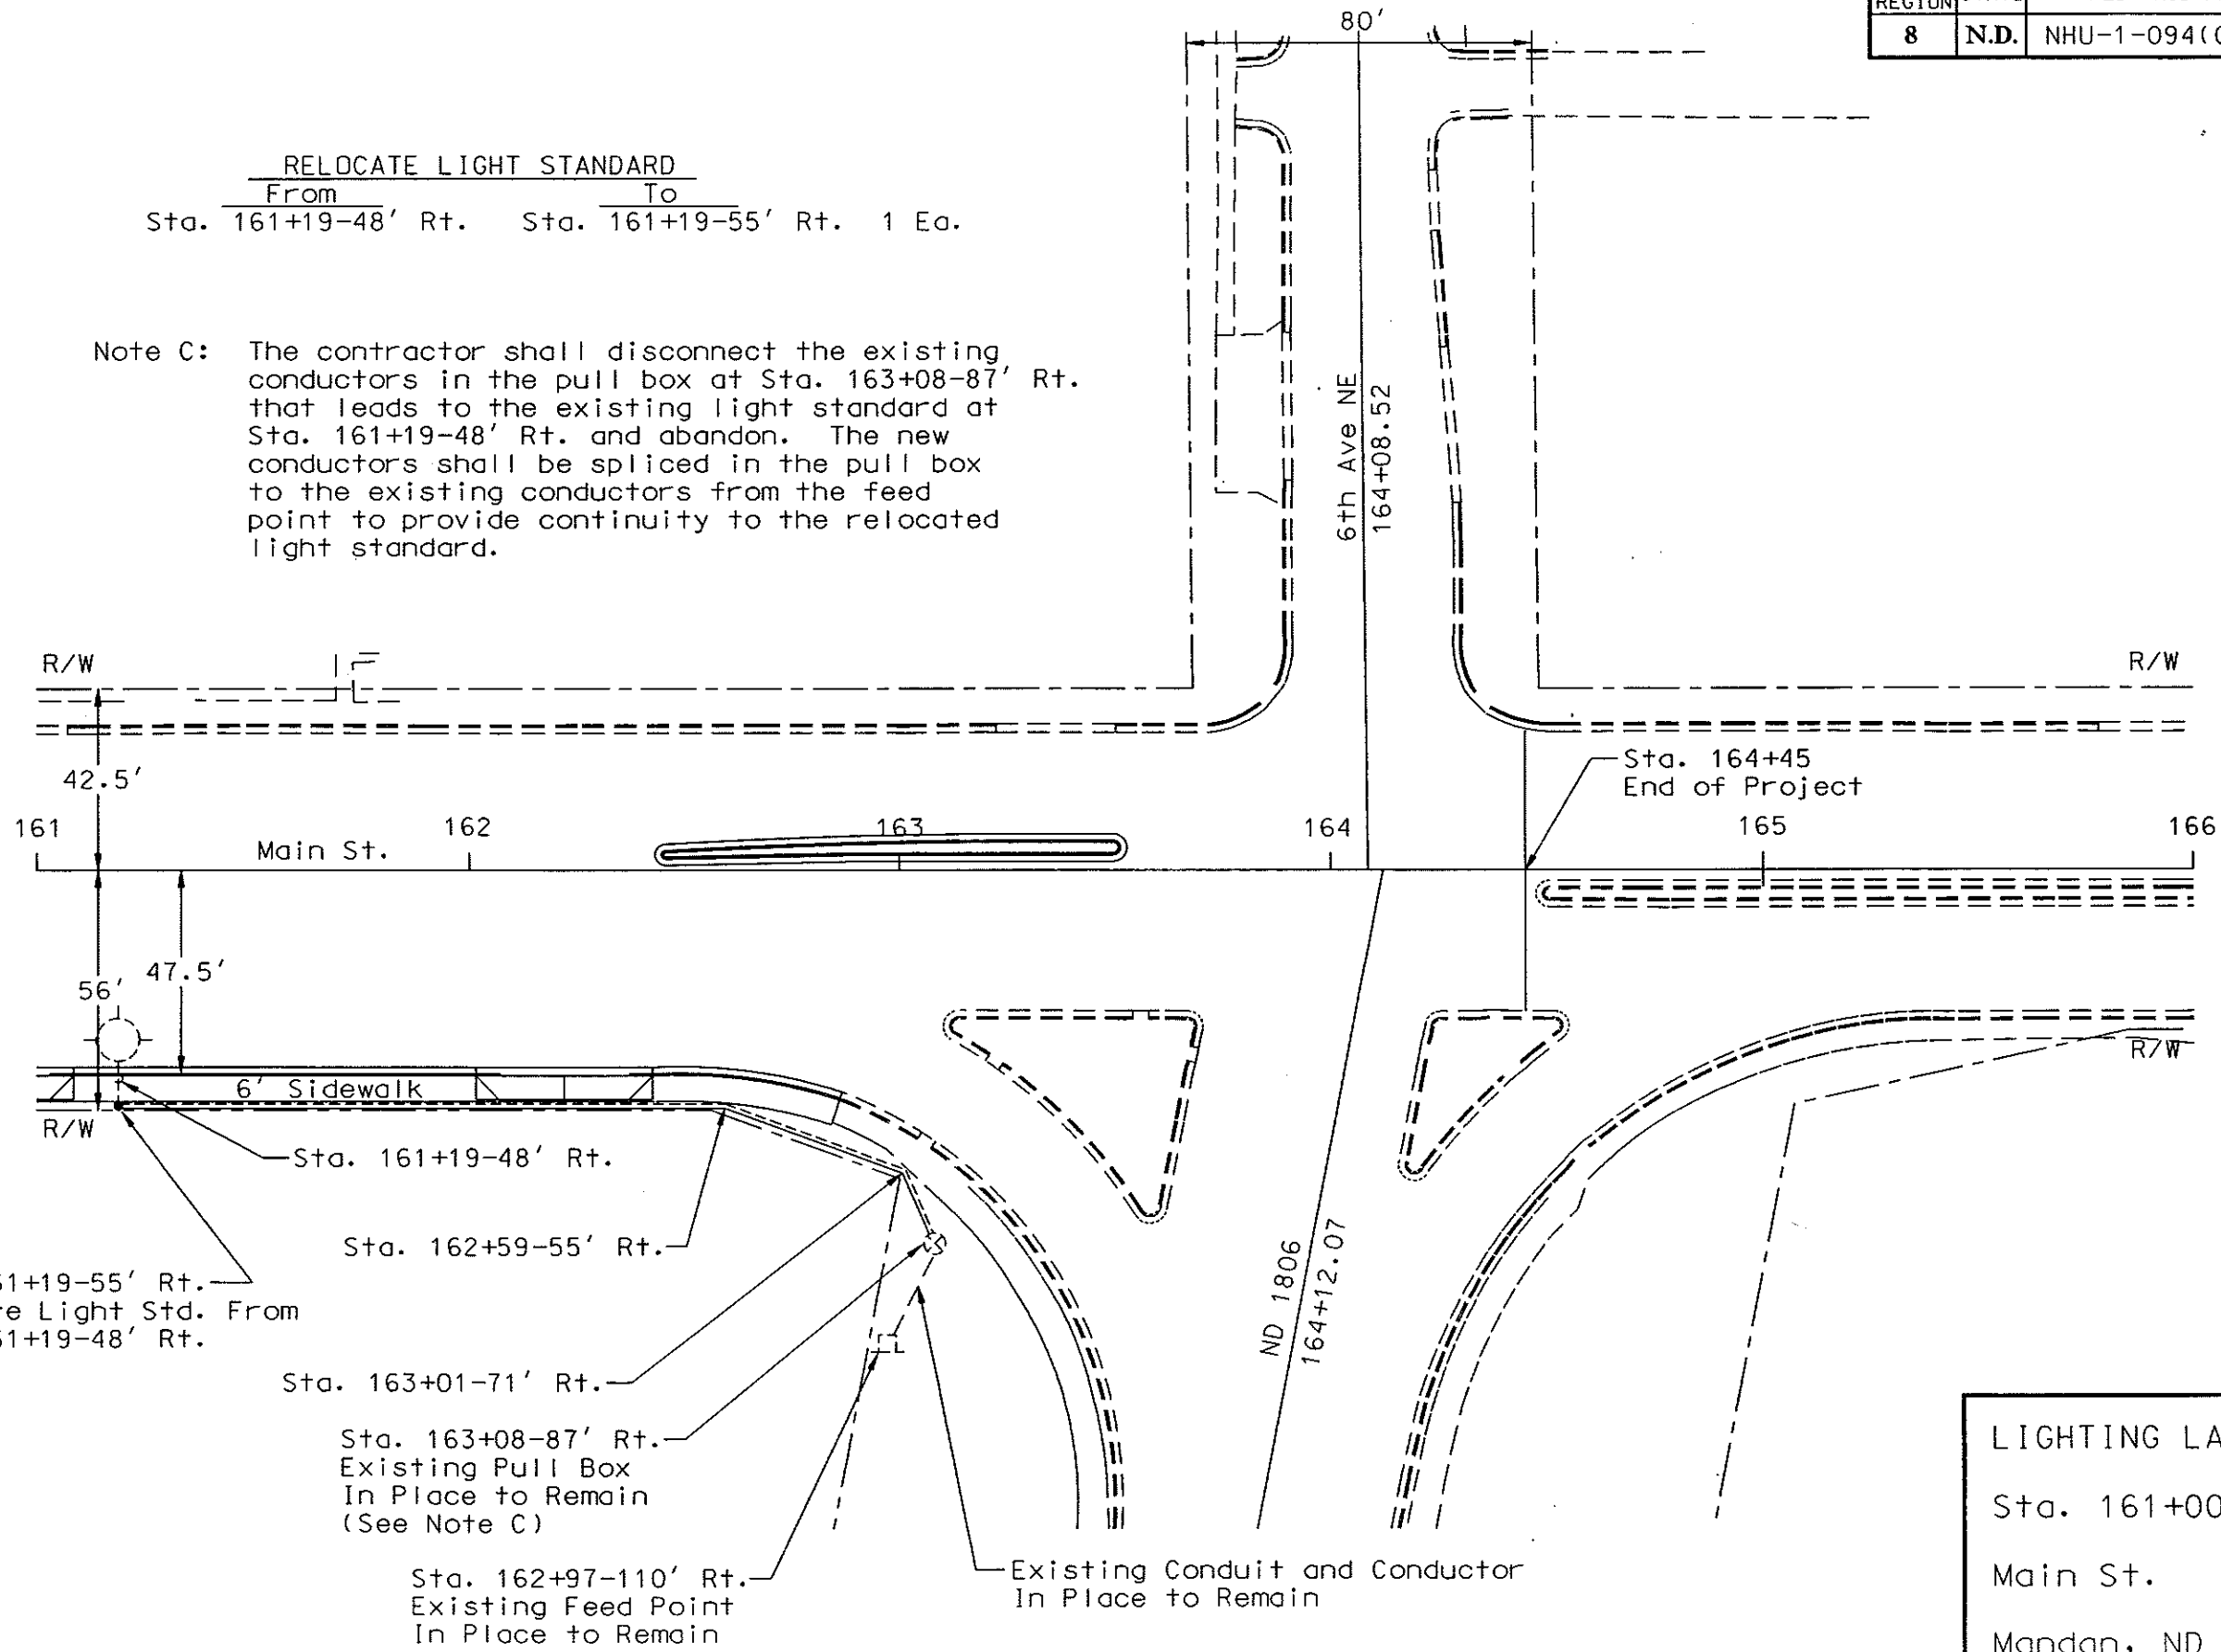 80'
REGION
8 N.D. NHU-1-094(
RELOCATE LIGHT STANDARD
From To
Sta. 161+19-48' Rt. Sta. 161+19-55' Rt. 1 Ea.
Note C: The contractor shall disconnect the existing
conductors in the pull box at Sta. 163+08-87' Rt.
that leads to the existing light standard at
Sta. 161+19-48' Rt. and abandon. The new
conductors shall be spliced in the pull box
to the existing conductors from the feed
point to provide continuity to the relocated
light standard.
6th Ave NE
164+08.52
R/W
R/W
42.5'
Sta. 164+45
End of Project
161 162 163 164 165 166
Main St.
47.5'
56'
6' Sidewalk
R/W
R/W
Sta. 161+19-48' Rt.
Sta. 162+59-55' Rt.
61+19-55' Rt.
Light Std. From
61+19-48' Rt.
ND 1806
164+12.07
Sta. 163+01-71' Rt.
Sta. 163+08-87' Rt.
Existing Pull Box
In Place to Remain
(See Note C)
Sta. 162+97-110' Rt.
Existing Feed Point
In Place to Remain
Existing Conduit and Conductor
In Place to Remain
LIGHTING LA
Sta. 161+00
Main St.
Mandan, ND